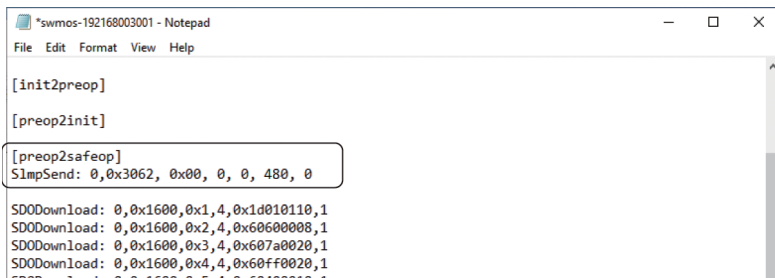 *swmos-192168003001 - Notepad
File Edit Format View Help
[init2preop]
[preop2init]
[preop2safeop]
SlmpSend: 0,0x3062, 0x00, 0, 0, 480, 0
SDODownload: 0,0x1600,0x1,4,0x1d010110,1
SDODownload: 0,0x1600,0x2,4,0x60600008,1
SDODownload: 0,0x1600,0x3,4,0x607a0020,1
SDODownload: 0,0x1600,0x4,4,0x60ff0020,1